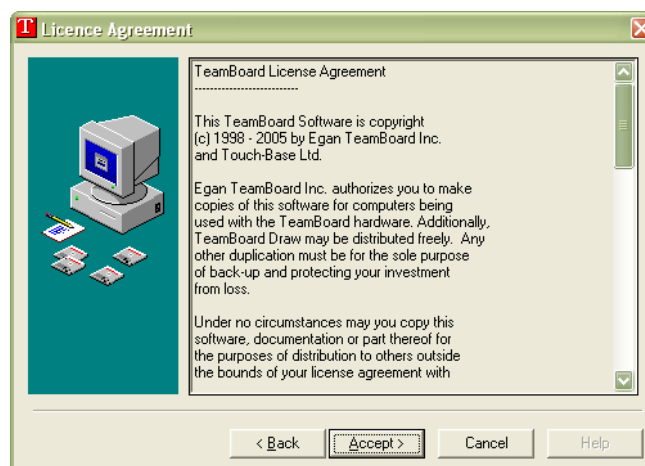 T Licence Agreement
TeamBoard License Agreement
---------------------------
This TeamBoard Software is copyright
(c) 1998 - 2005 by Egan TeamBoard Inc.
and Touch-Base Ltd.
Egan TeamBoard Inc. authorizes you to make
copies of this software for computers being
used with the TeamBoard hardware. Additionally,
TeamBoard Draw may be distributed freely.  Any
other duplication must be for the sole purpose
of back-up and protecting your investment
from loss.
Under no circumstances may you copy this
software, documentation or part thereof for
the purposes of distribution to others outside
the bounds of your license agreement with
< Back
Accept >
Cancel
Help